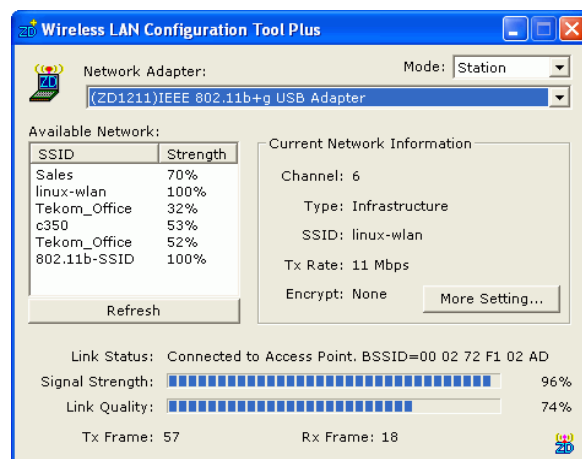 Wireless LAN Configuration Tool Plus
Network Adapter:
Mode: Station
(ZD1211)IEEE 802.11b+g USB Adapter
Available Network:
SSID Strength
Sales 70%
linux-wlan 100%
Tekom_Office 32%
c350 53%
Tekom_Office 52%
802.11b-SSID 100%
Refresh
Current Network Information
Channel: 6
Type: Infrastructure
SSID: linux-wlan
Tx Rate: 11 Mbps
Encrypt: None
More Setting...
Link Status: Connected to Access Point. BSSID=00 02 72 F1 02 AD
Signal Strength: 96%
Link Quality: 74%
Tx Frame: 57 Rx Frame: 18
ZD